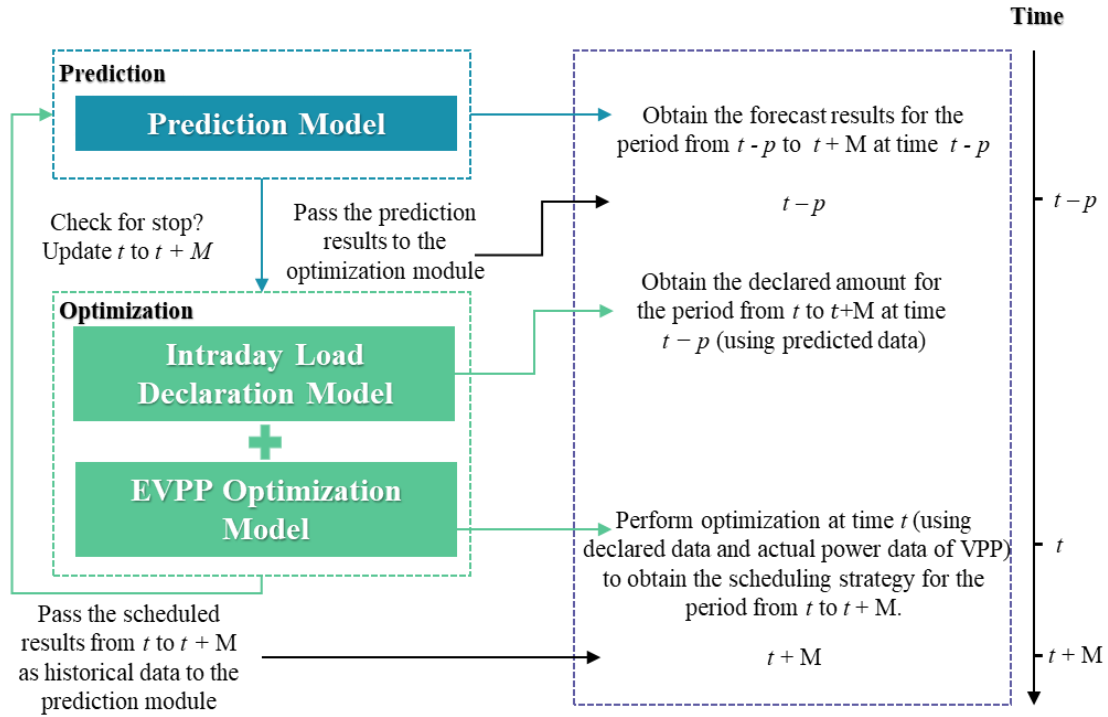 Time
Prediction
Prediction Model
Obtain the forecast results for the
period from t - p to t + M at time t - p
Check for stop?
Update t to t + M
Pass the prediction
results to the
optimization module
t – p
t – p
Optimization
Intraday Load
Declaration Model
Obtain the declared amount for
the period from t to t+M at time
t – p (using predicted data)
EVPP Optimization
Model
Perform optimization at time t (using
declared data and actual power data of VPP)
to obtain the scheduling strategy for the
period from t to t + M.
t
Pass the scheduled
results from t to t + M
as historical data to the
prediction module
t + M
t + M